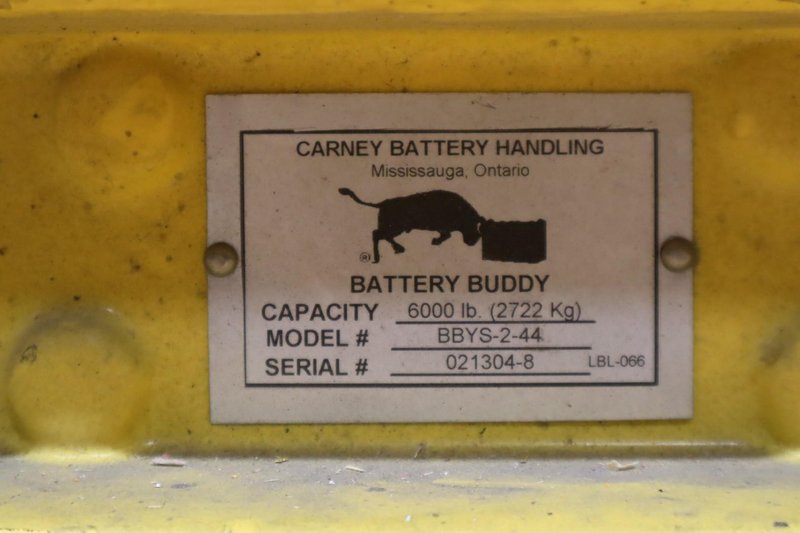 CARNEY BATTERY HANDLING
Mississauga, Ontario
®
BATTERY BUDDY
CAPACITY 6000 lb. (2722 Kg)
MODEL # BBYS-2-44
SERIAL # 021304-8 LBL-066